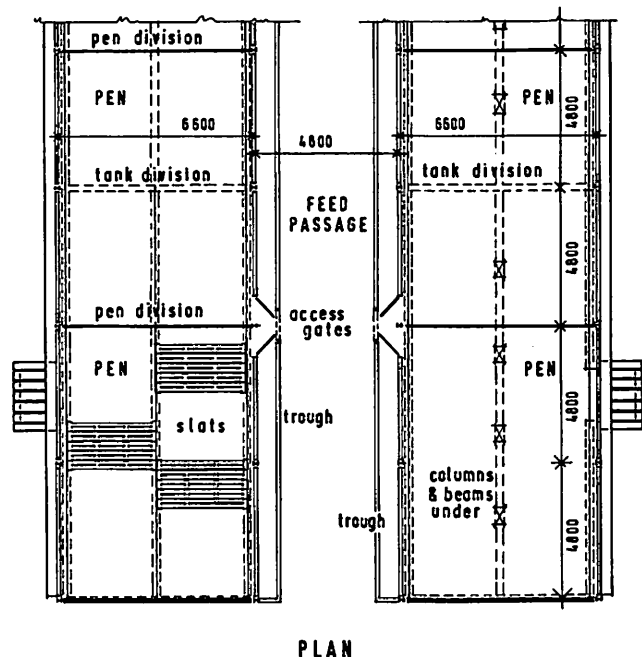 pen division
PEN
PEN
6600
6600
4800
4800
tank division
tank division
FEED
PASSAGE
4800
pen division
access
gates
PEN
PEN
slats
trough
4800
columns
& beams
under
trough
4800
PLAN